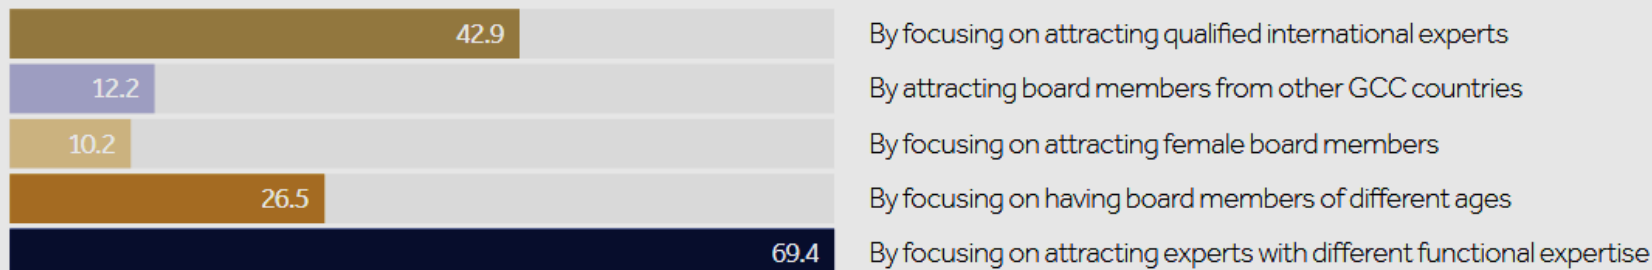 42.9 By focusing on attracting qualified international experts
12.2 By attracting board members from other GCC countries
10.2 By focusing on attracting female board members
26.5 By focusing on having board members of different ages
69.4 By focusing on attracting experts with different functional expertise